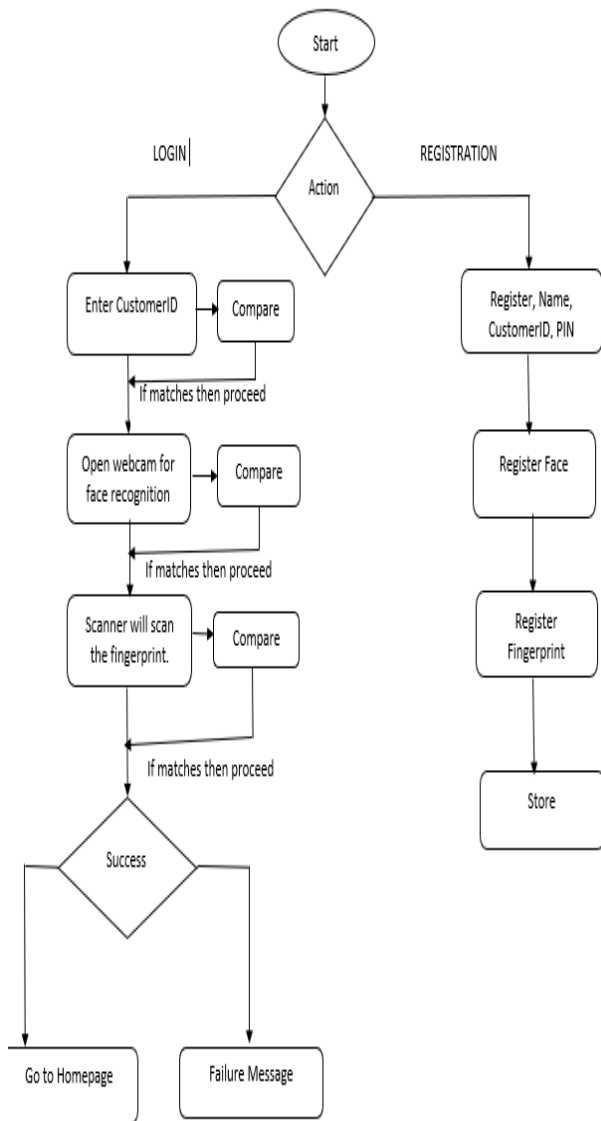 Start
LOGIN
REGISTRATION
Action
Enter CustomerID
Compare
If matches then proceed
Open webcam for
face recognition
Compare
If matches then proceed
Scanner will scan
the fingerprint.
Compare
If matches then proceed
Success
Go to Homepage
Failure Message
Register, Name,
CustomerID, PIN
Register Face
Register
Fingerprint
Store